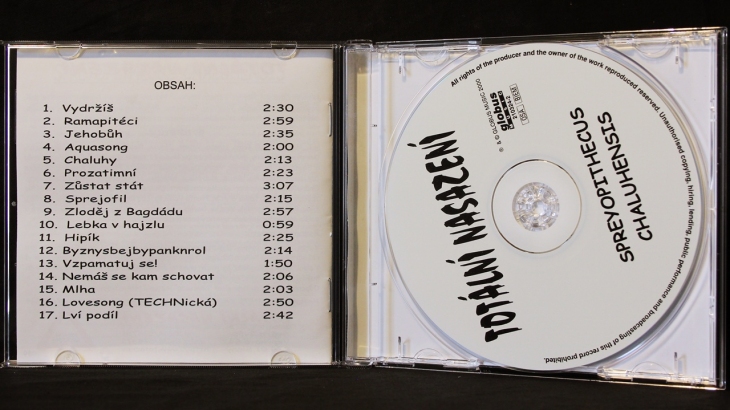 OBSAH:
1. Vydržíš 2:30
2. Ramapitéci 2:59
3. Jehobůh 2:35
4. Aquasong 2:00
5. Chaluhy 2:13
6. Prozatimní 2:23
7. Zůstat stát 3:07
8. Sprejofil 2:15
9. Zloděj z Bagdádu 2:57
10. Lebka v hajzlu 0:59
11. Hipík 2:25
12. Byznysbejbypanknrol 2:14
13. Vzpamatuj se! 1:50
14. Nemáš se kam schovat 2:06
15. Mlha 2:03
16. Lovesong (TECHNická) 2:50
17. Lví podíl 2:42
All rights of the producer and the owner of the work reproduced reserved. Unauthorised copying, hiring, lending, public performance and broadcasting of this record prohibited.
TOTÁLNÍ NASAZENÍ
SPREYOPITHECUS
CHALUHENSIS
globus
℗ & © GLOBUS MUSIC 2000